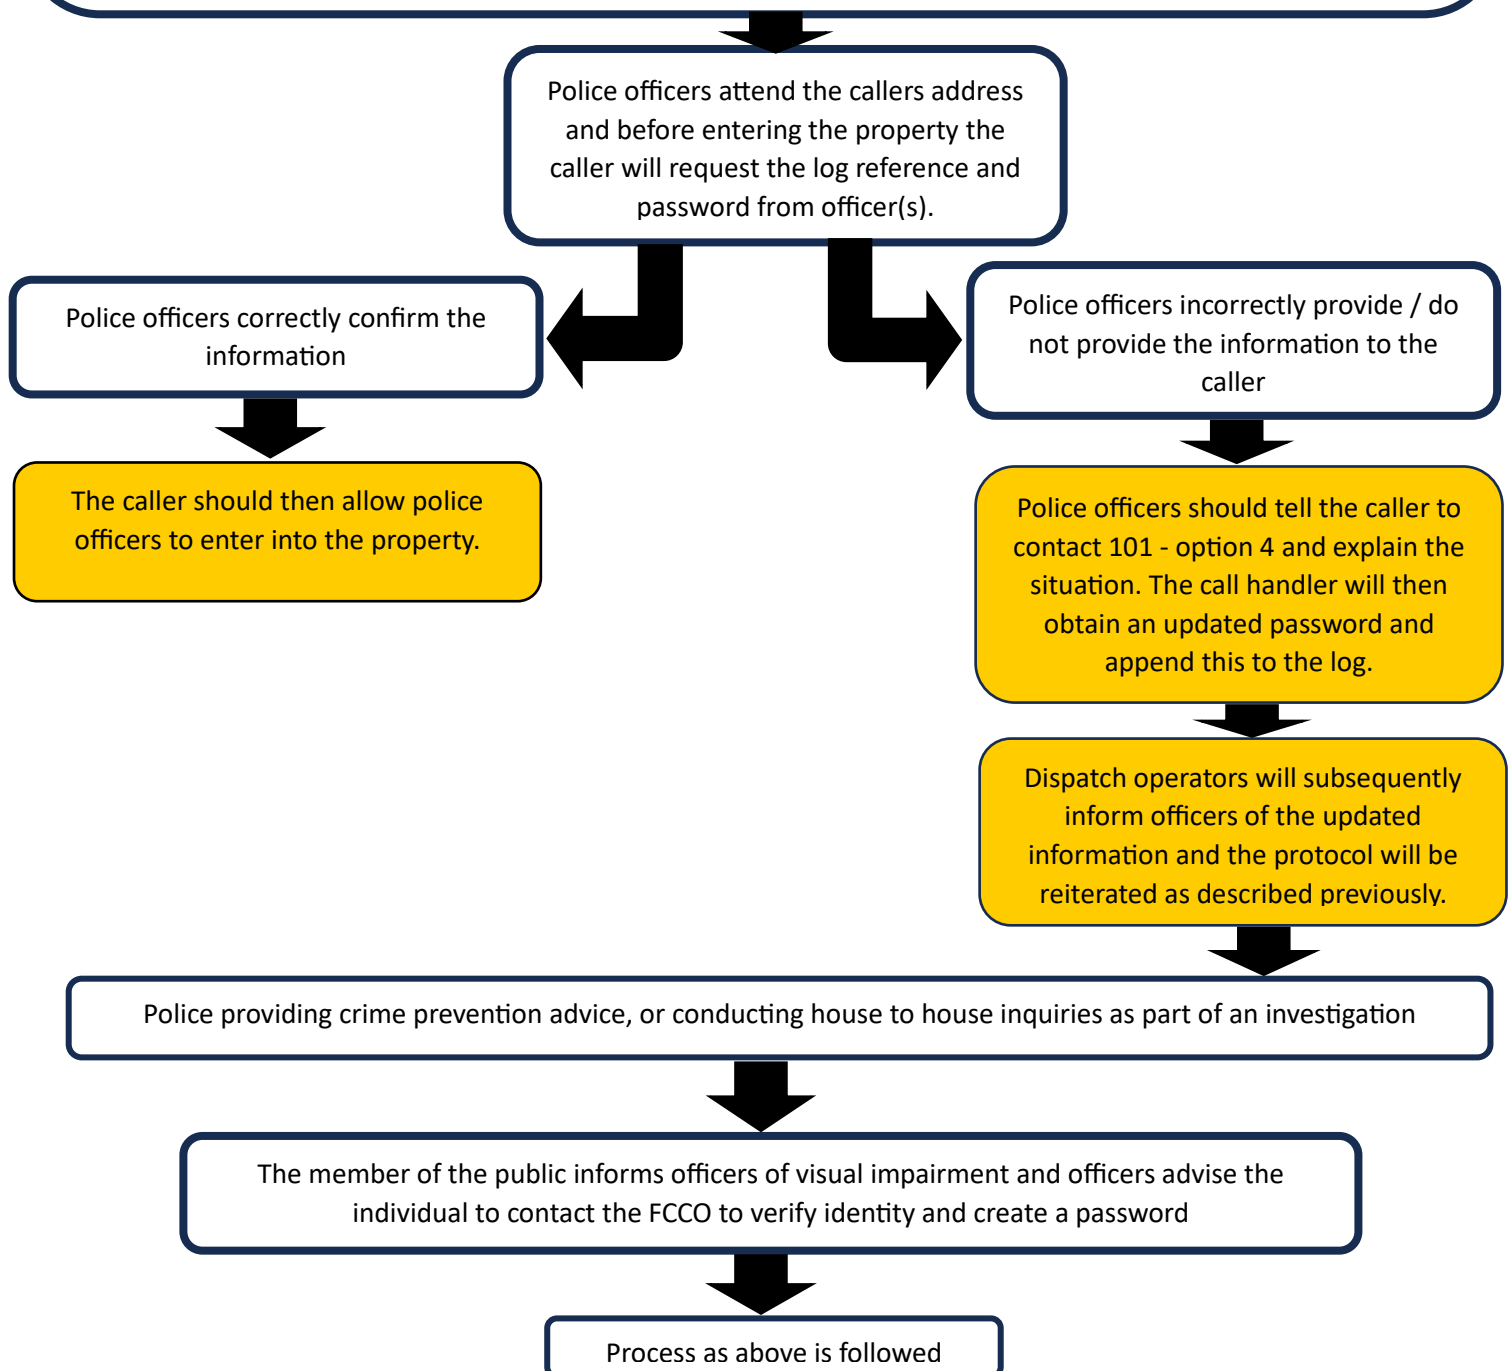 Police officers attend the callers address
and before entering the property the
caller will request the log reference and
password from officer(s).
Police officers correctly confirm the
information
Police officers incorrectly provide / do
not provide the information to the
caller
The caller should then allow police
officers to enter into the property.
Police officers should tell the caller to
contact 101 - option 4 and explain the
situation. The call handler will then
obtain an updated password and
append this to the log.
Dispatch operators will subsequently
inform officers of the updated
information and the protocol will be
reiterated as described previously.
Police providing crime prevention advice, or conducting house to house inquiries as part of an investigation
The member of the public informs officers of visual impairment and officers advise the
individual to contact the FCCO to verify identity and create a password
Process as above is followed